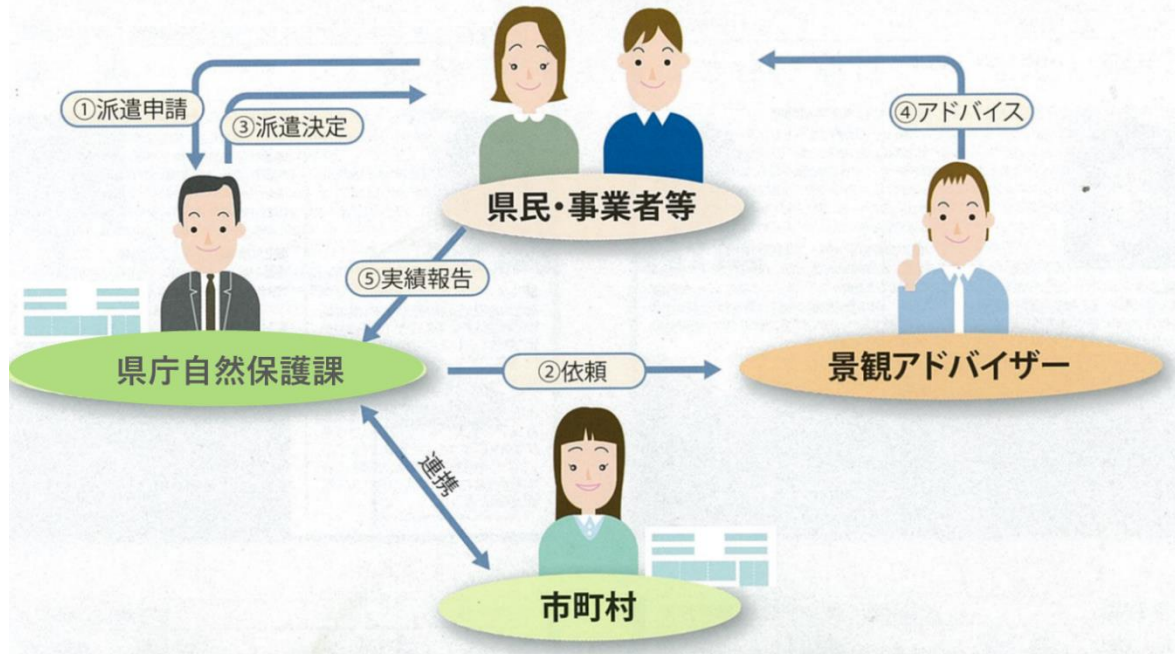 ①派遣申請
③派遣決定
④アドバイス
県民・事業者等
⑤実績報告
県庁自然保護課
②依頼
景観アドバイザー
連携
市町村